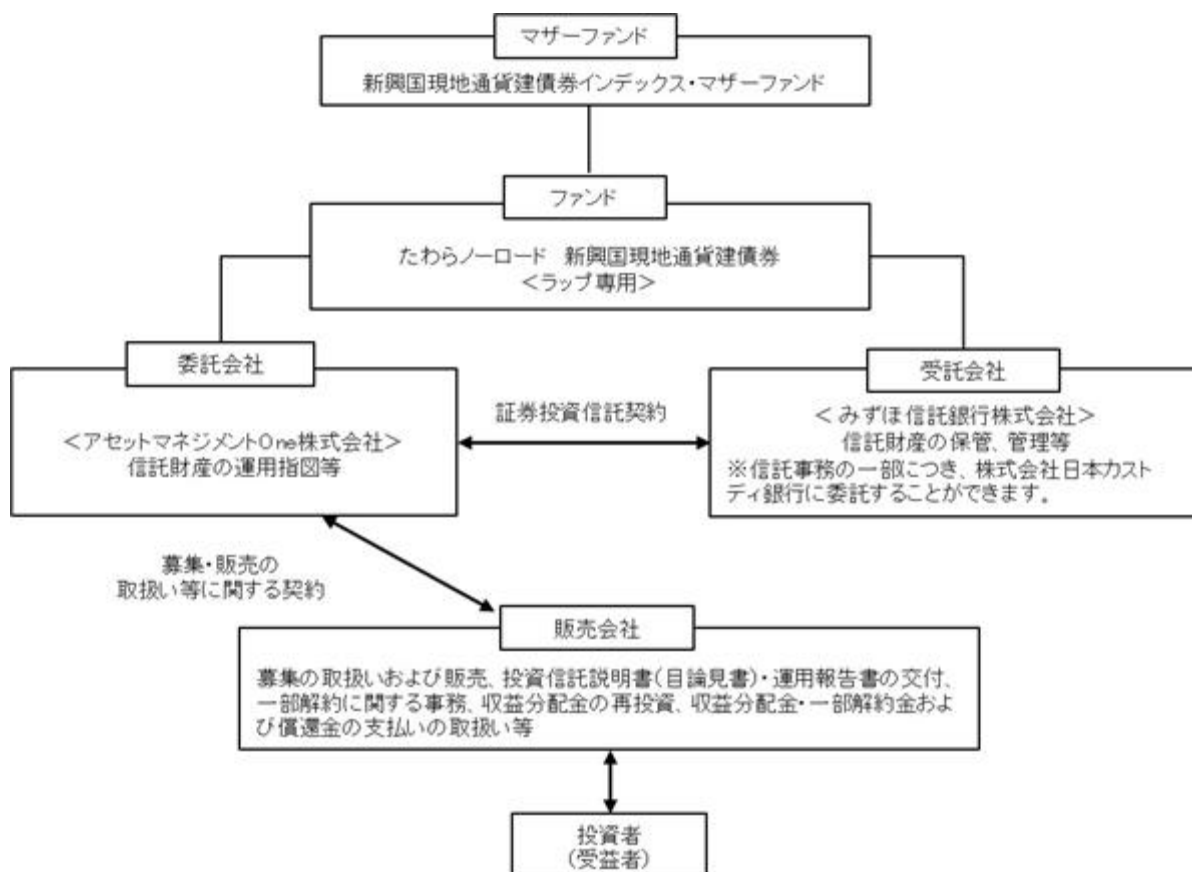 マザーファンド
新興国現地通貨建債券インデックス・マザーファンド
ファンド
たわらノーロード 新興国現地通貨建債券
＜ラップ専用＞
委託会社
＜アセットマネジメントOne株式会社＞
信託財産の運用指図等
証券投資信託契約
受託会社
＜みずほ信託銀行株式会社＞
信託財産の保管、管理等
※信託事務の一部につき、株式会社日本カスト
ディ銀行に委託することができます。
募集・販売の
取扱い等に関する契約
販売会社
募集の取扱いおよび販売、投資信託説明書(目論見書)・運用報告書の交付、
一部解約に関する事務、収益分配金の再投資、収益分配金・一部解約金およ
び償還金の支払いの取扱い等
投資者
(受益者)